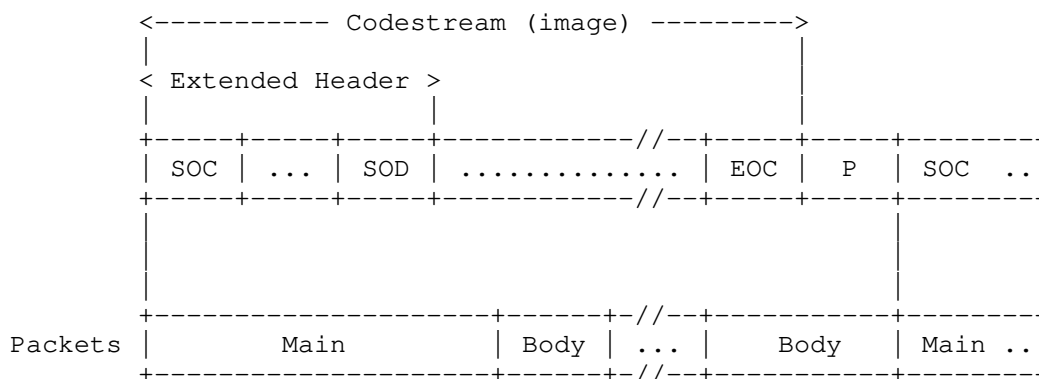 <----------- Codestream (image) --------->
< Extended Header >
SOC | ... | SOD | .............. | EOC | P | SOC ..
Packets | Main | Body | ... | Body | Main ..